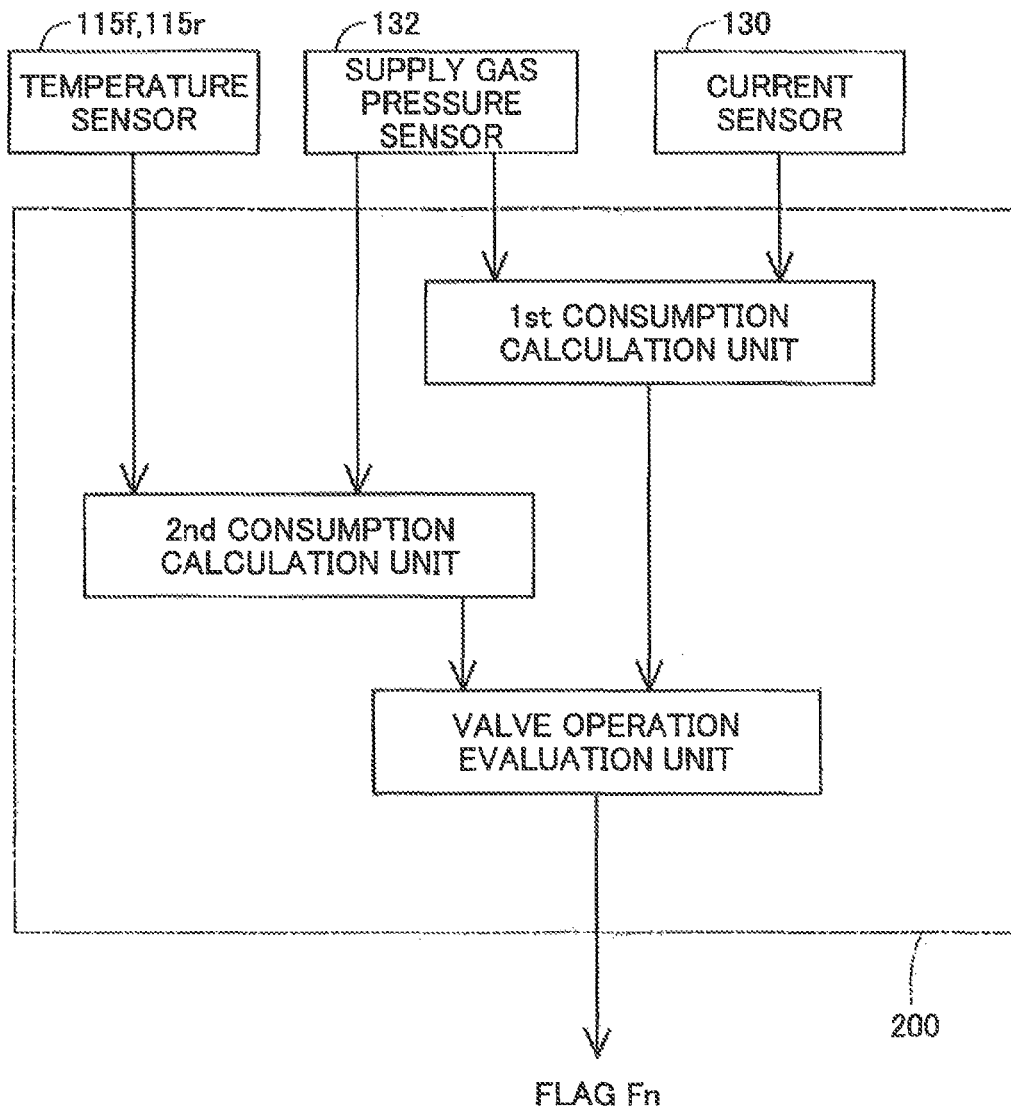 115f,115r
132
130
TEMPERATURE
SENSOR
SUPPLY GAS
PRESSURE
SENSOR
CURRENT
SENSOR
1st CONSUMPTION
CALCULATION UNIT
2nd CONSUMPTION
CALCULATION UNIT
VALVE OPERATION
EVALUATION UNIT
200
FLAG Fn